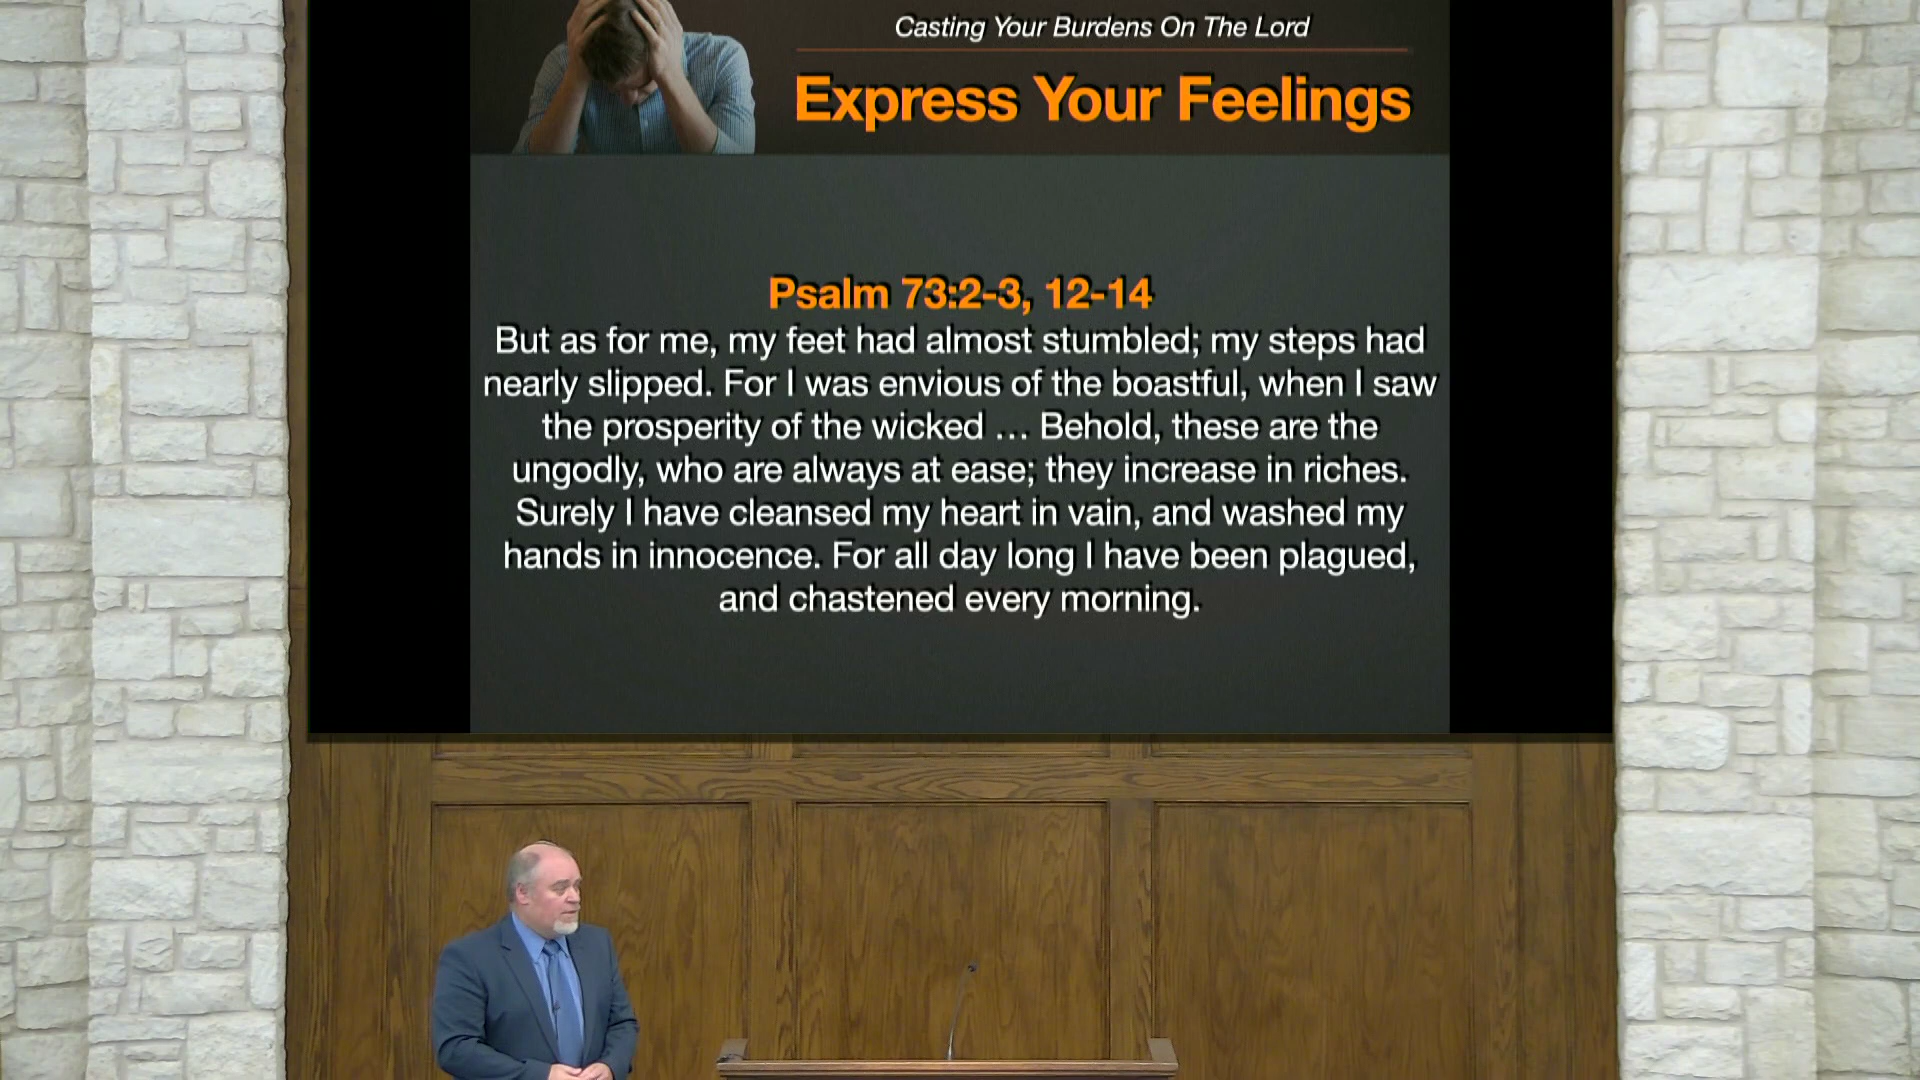 Casting Your Burdens On The Lord
Express Your Feelings
Psalm 73:2-3, 12-14
But as for me, my feet had almost stumbled; my steps had
nearly slipped. For I was envious of the boastful, when I saw
the prosperity of the wicked … Behold, these are the
ungodly, who are always at ease; they increase in riches.
Surely I have cleansed my heart in vain, and washed my
hands in innocence. For all day long I have been plagued,
and chastened every morning.